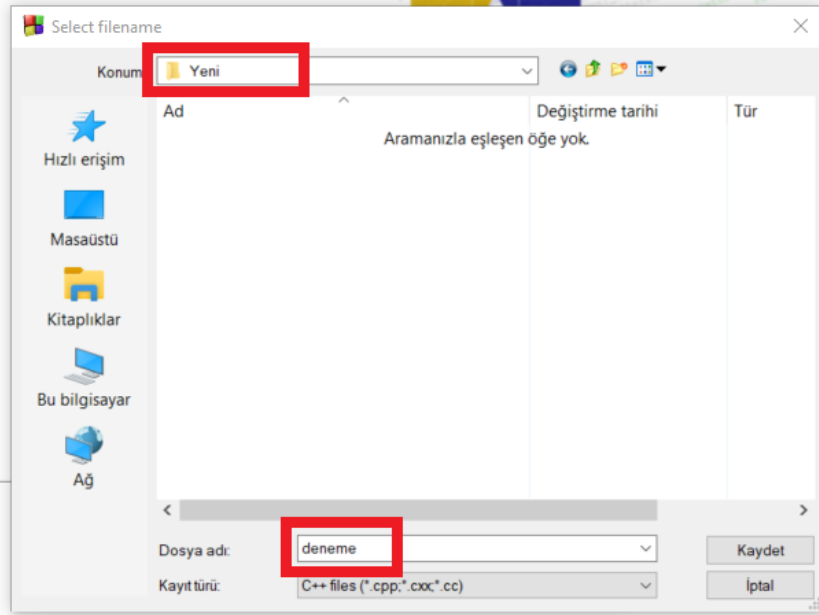 Select filename
Konum
Yeni
Ad
Değiştirme tarihi
Tür
Aramanızla eşleşen öğe yok.
Hızlı erişim
Masaüstü
Kitaplıklar
Bu bilgisayar
Ağ
Dosya adı:
deneme
Kaydet
Kayıt türü:
C++ files (*.cpp;*.cxx;*.cc)
İptal